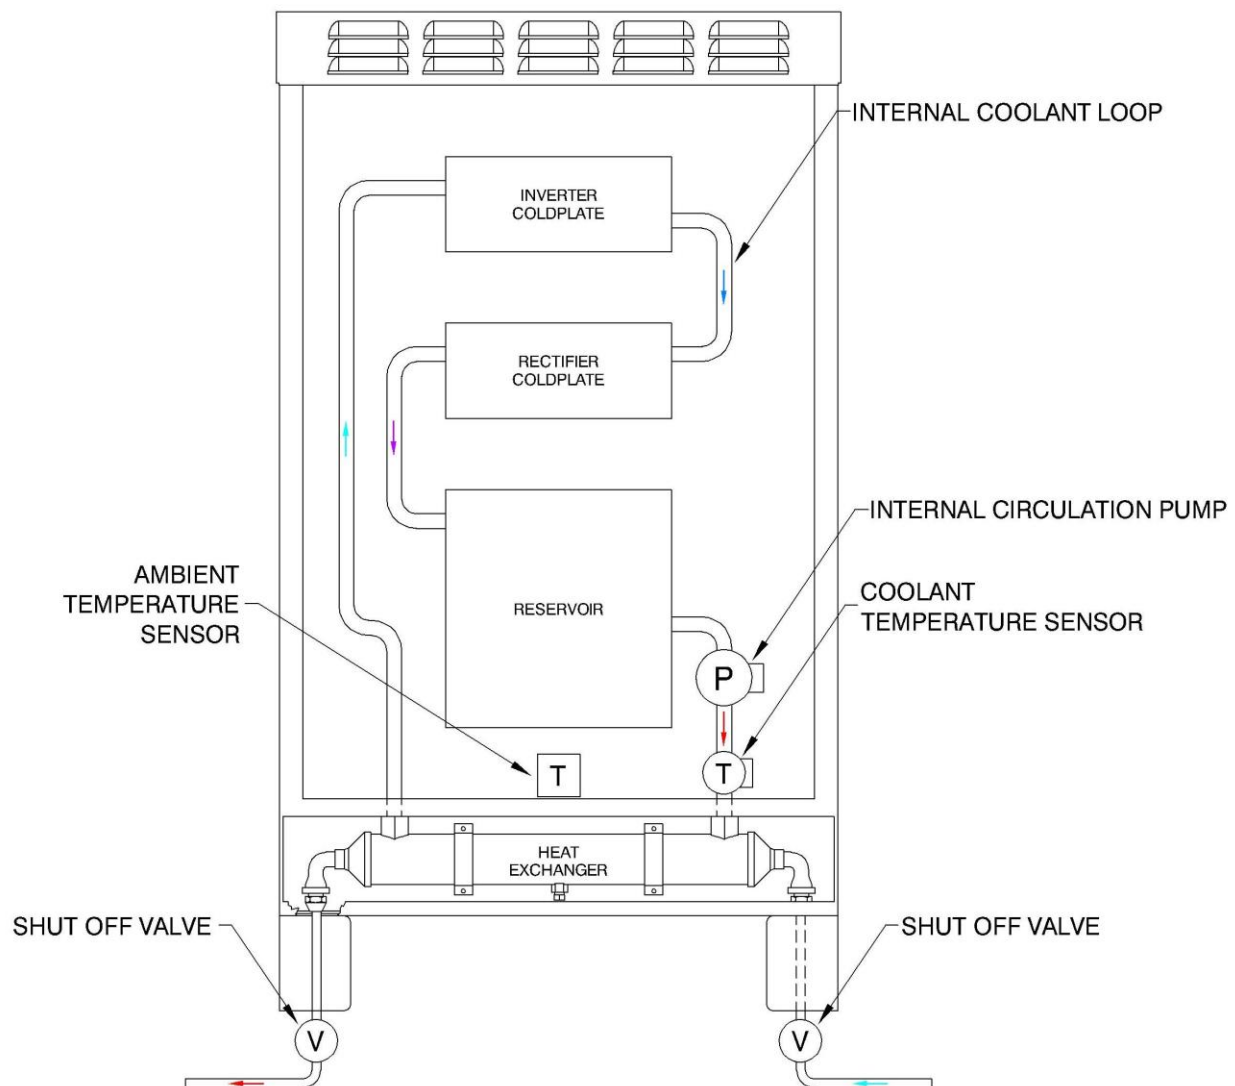 INTERNAL COOLANT LOOP
INVERTER
COLDPLATE
RECTIFIER
COLDPLATE
INTERNAL CIRCULATION PUMP
AMBIENT
TEMPERATURE
SENSOR
RESERVOIR
COOLANT
TEMPERATURE SENSOR
P
T
T
HEAT
EXCHANGER
SHUT OFF VALVE
SHUT OFF VALVE
V
V